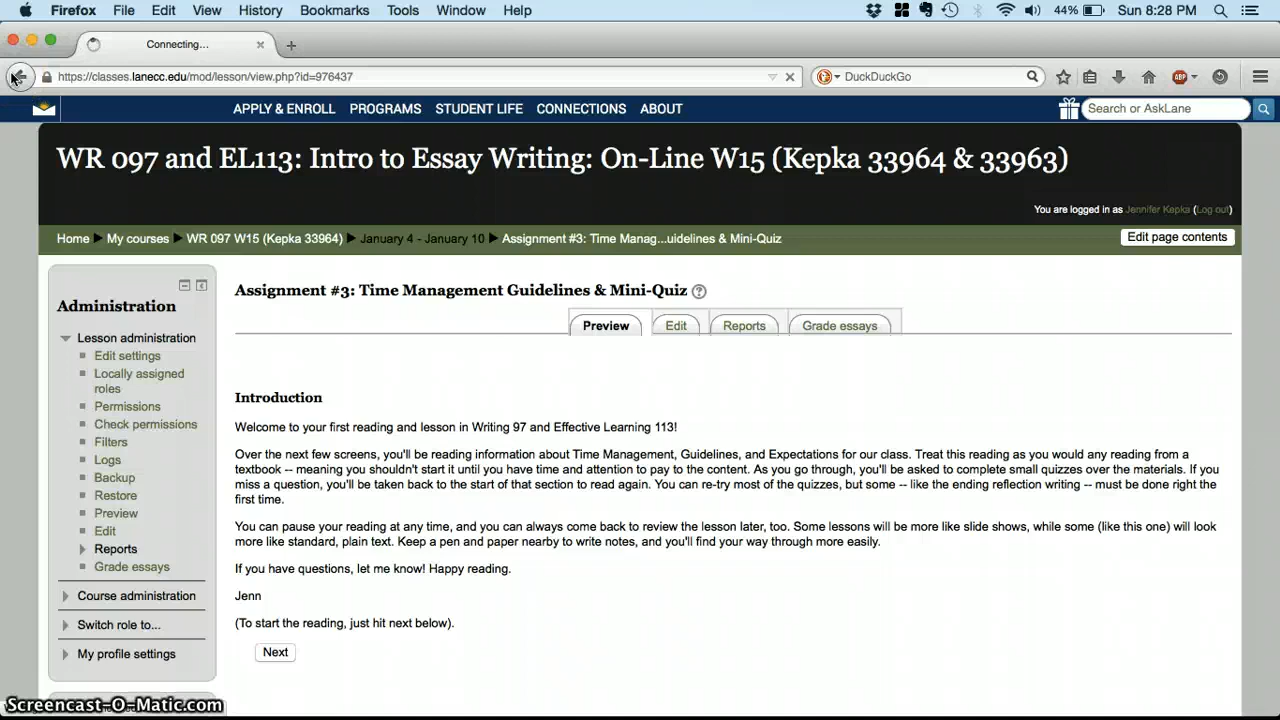 Firefox File Edit View History Bookmarks Tools Window Help 44% Sun 8:28 PM
Connecting...
https://classes.lanecc.edu/mod/lesson/view.php?id=976437 DuckDuckGo ABP
APPLY & ENROLL PROGRAMS STUDENT LIFE CONNECTIONS ABOUT Search or AskLane
WR 097 and EL113: Intro to Essay Writing: On-Line W15 (Kepka 33964 & 33963)
You are logged in as Jennifer Kepka (Log out)
Home My courses WR 097 W15 (Kepka 33964) January 4 - January 10 Assignment #3: Time Manag...uidelines & Mini-Quiz Edit page contents
Administration
Lesson administration
Edit settings
Locally assigned
roles
Permissions
Check permissions
Filters
Logs
Backup
Restore
Preview
Edit
Reports
Grade essays
Course administration
Switch role to...
My profile settings
Assignment #3: Time Management Guidelines & Mini-Quiz
Preview Edit Reports Grade essays
Introduction
Welcome to your first reading and lesson in Writing 97 and Effective Learning 113!
Over the next few screens, you'll be reading information about Time Management, Guidelines, and Expectations for our class. Treat this reading as you would any reading from a
textbook -- meaning you shouldn't start it until you have time and attention to pay to the content. As you go through, you'll be asked to complete small quizzes over the materials. If you
miss a question, you'll be taken back to the start of that section to read again. You can re-try most of the quizzes, but some -- like the ending reflection writing -- must be done right the
first time.
You can pause your reading at any time, and you can always come back to review the lesson later, too. Some lessons will be more like slide shows, while some (like this one) will look
more like standard, plain text. Keep a pen and paper nearby to write notes, and you'll find your way through more easily.
If you have questions, let me know! Happy reading.
Jenn
(To start the reading, just hit next below).
Next
Screencast-O-Matic.com